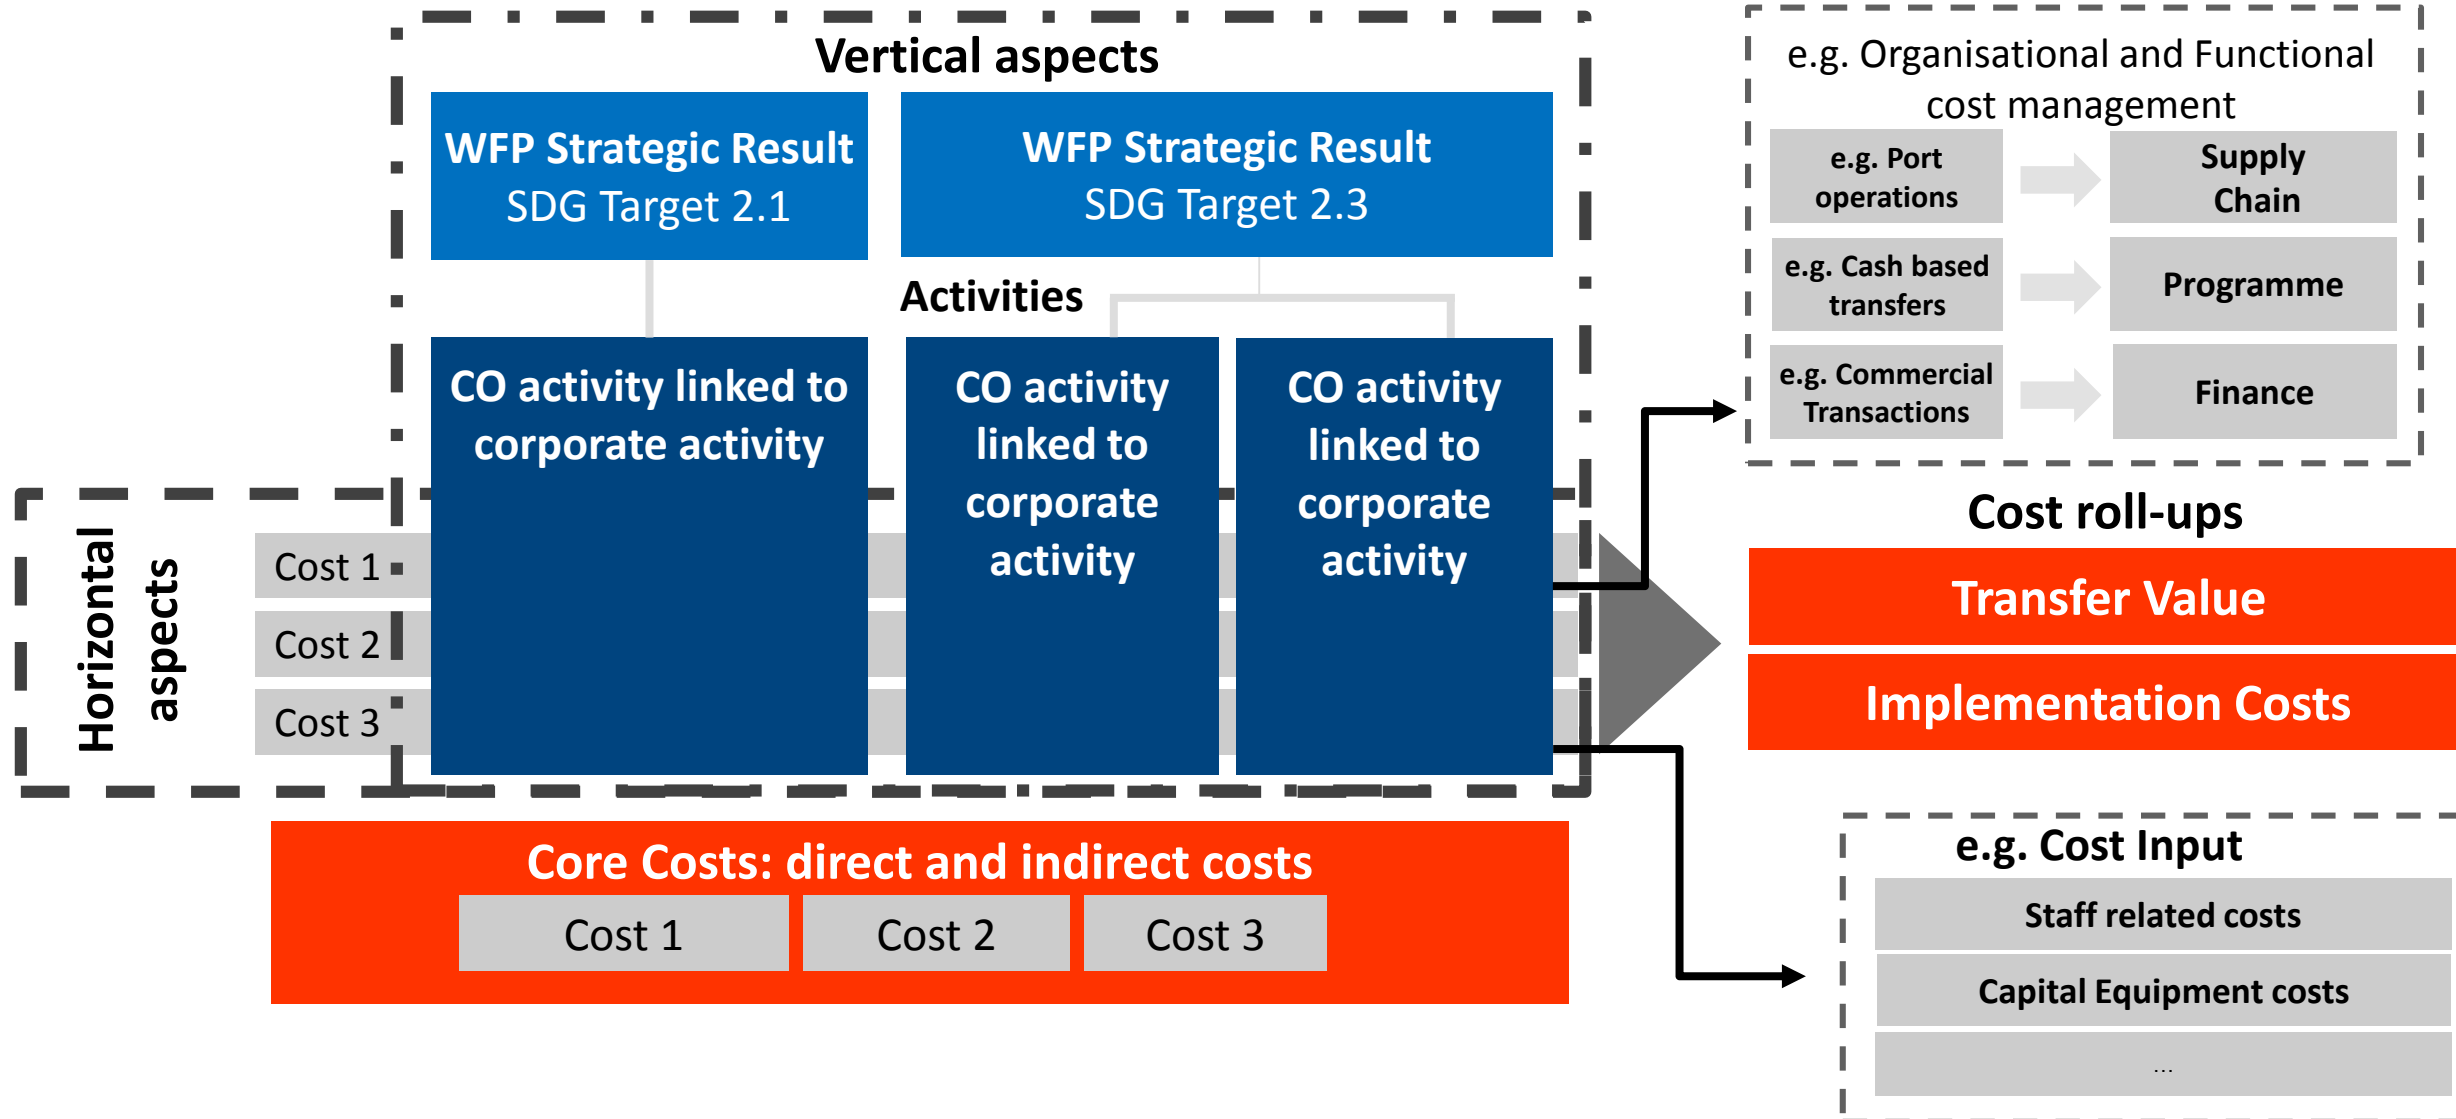 Vertical aspects
WFP Strategic Result
SDG Target 2.1
WFP Strategic Result
SDG Target 2.3
Activities
CO activity linked to
corporate activity
CO activity
linked to
corporate
activity
CO activity
linked to
corporate
activity
Horizontal
aspects
Cost 1
Cost 2
Cost 3
Core Costs: direct and indirect costs
Cost 1
Cost 2
Cost 3
e.g. Organisational and Functional
cost management
e.g. Port
operations
Supply
Chain
e.g. Cash based
transfers
Programme
e.g. Commercial
Transactions
Finance
Cost roll-ups
Transfer Value
Implementation Costs
e.g. Cost Input
Staff related costs
Capital Equipment costs
...